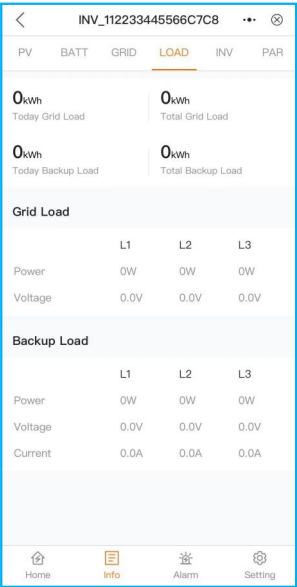 INV_112233445566C7C8
PV BATT GRID LOAD INV PAR
0kWh 0kWh
Today Grid Load Total Grid Load
0kWh 0kWh
Today Backup Load Total Backup Load
Grid Load
L1 L2 L3
Power 0W 0W 0W
Voltage 0.0V 0.0V 0.0V
Backup Load
L1 L2 L3
Power 0W 0W 0W
Voltage 0.0V 0.0V 0.0V
Current 0.0A 0.0A 0.0A
Home Info Alarm Setting